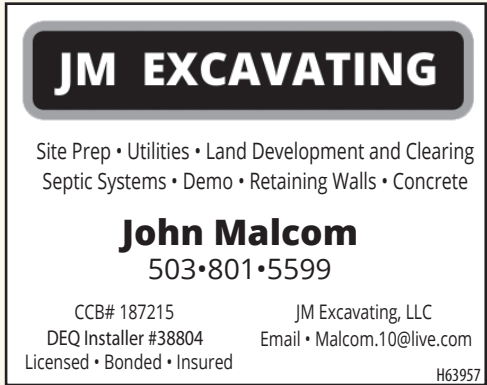 JM EXCAVATING
Site Prep • Utilities • Land Development and Clearing
Septic Systems • Demo • Retaining Walls • Concrete
John Malcom
503•801•5599
CCB# 187215
DEQ Installer #38804
Licensed • Bonded • Insured
JM Excavating, LLC
Email • Malcom.10@live.com
H63957